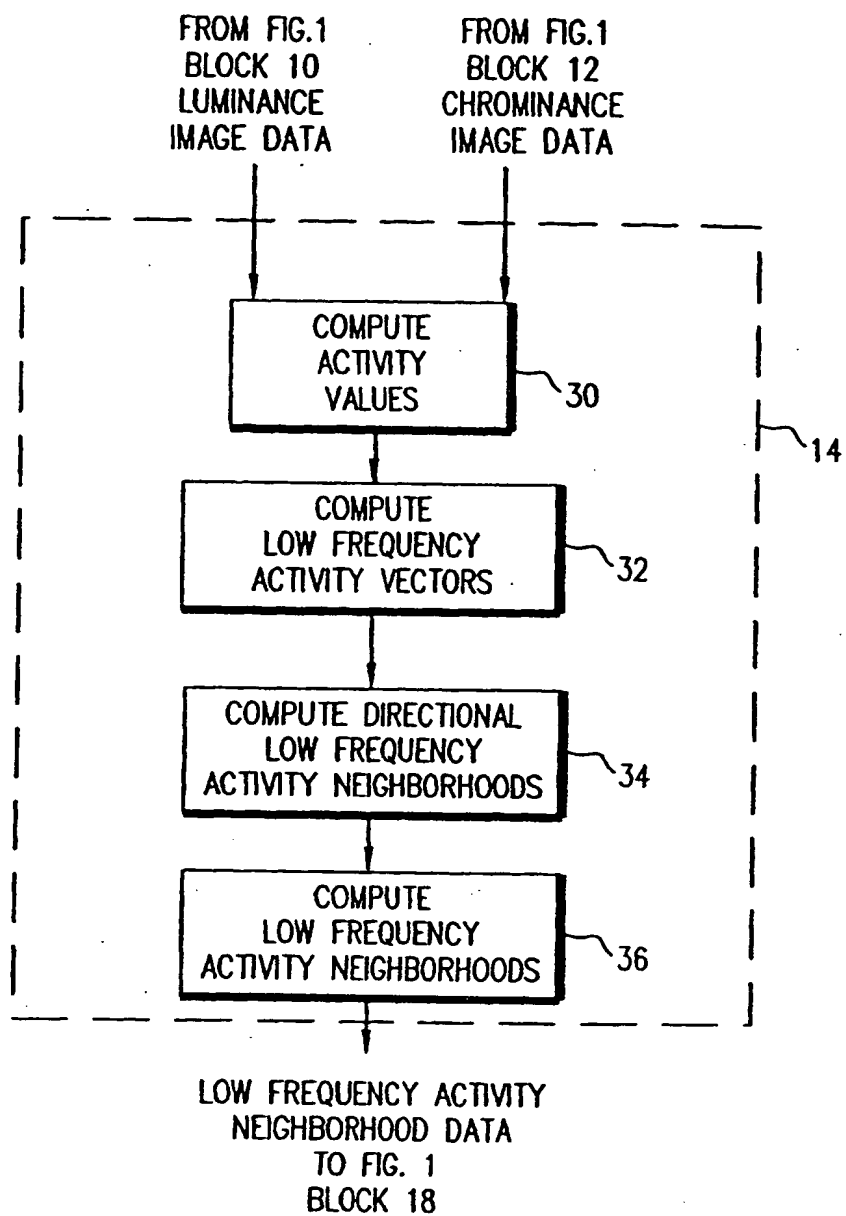 FROM FIG.1
BLOCK 10
LUMINANCE
IMAGE DATA
FROM FIG.1
BLOCK 12
CHROMINANCE
IMAGE DATA
COMPUTE
ACTIVITY
VALUES
30
14
COMPUTE
LOW FREQUENCY
ACTIVITY VECTORS
32
COMPUTE DIRECTIONAL
LOW FREQUENCY
ACTIVITY NEIGHBORHOODS
34
COMPUTE
LOW FREQUENCY
ACTIVITY NEIGHBORHOODS
36
LOW FREQUENCY ACTIVITY
NEIGHBORHOOD DATA
TO FIG. 1
BLOCK 18